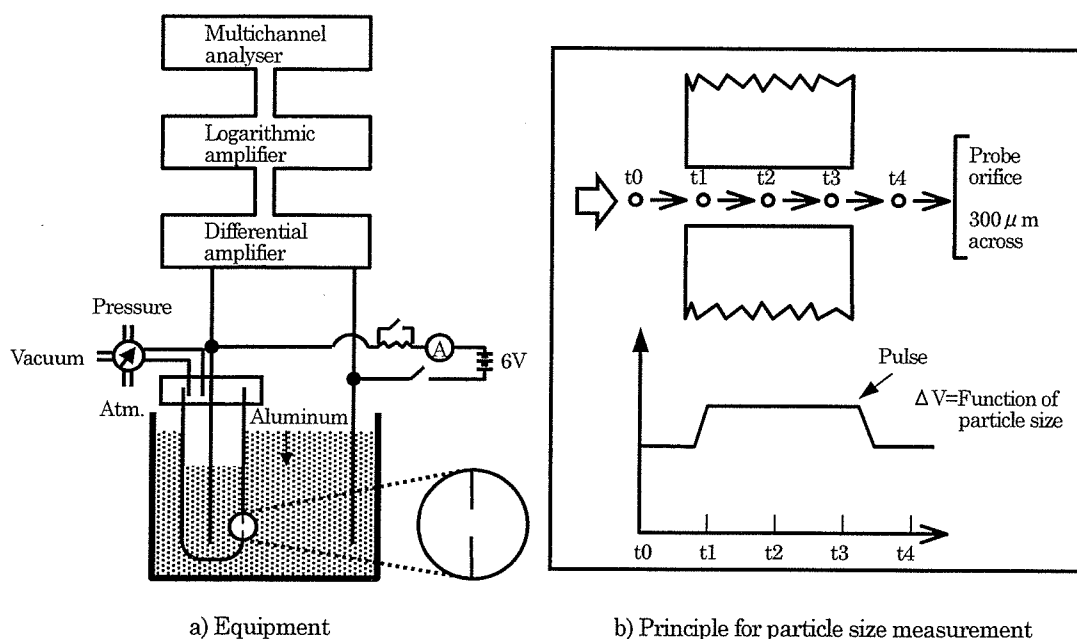 Multichannel
analyser
Logarithmic
amplifier
Differential
amplifier
Pressure
Vacuum
Atm.
A
6V
Aluminum
a) Equipment
t0
t1
t2
t3
t4
Probe
orifice
300 μm
across
Pulse
ΔV=Function of
particle size
t0
t1
t2
t3
t4
b) Principle for particle size measurement